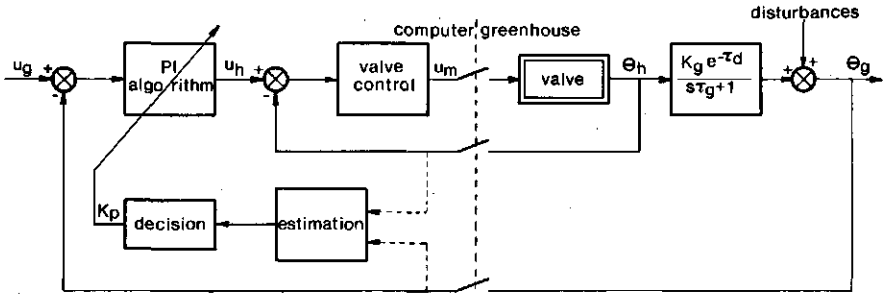 computer greenhouse
disturbances
u_g + -
PI algorithm
u_h + -
valve control
u_m
valve
Θ_h
K_g e^{-τd}
sτ_g+1
+ +
Θ_g
K_p
decision
estimation